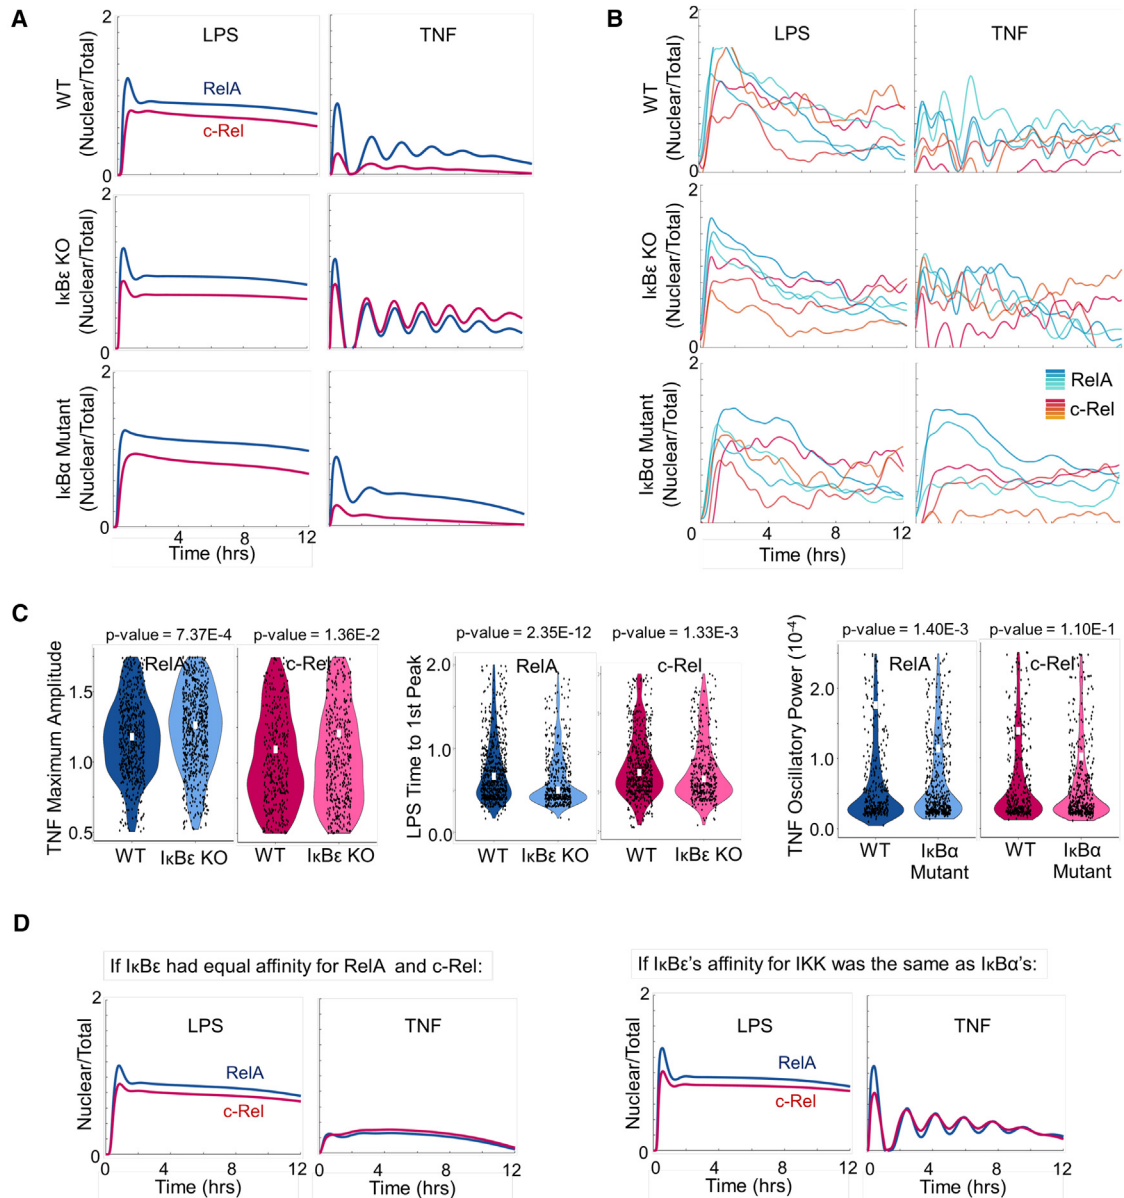 A
B
LPS
TNF
LPS
TNF
2
WT
(Nuclear/Total)
RelA
c-Rel
0
2
WT
(Nuclear/Total)
0
2
IκBε KO
(Nuclear/Total)
0
2
IκBε KO
(Nuclear/Total)
0
2
IκBα Mutant
(Nuclear/Total)
0
4
8
12
Time (hrs)
2
IκBα Mutant
(Nuclear/Total)
RelA
c-Rel
0
4
8
12
Time (hrs)
C
p-value = 7.37E-4
p-value = 1.36E-2
RelA
c-Rel
TNF Maximum Amplitude
1.5
1.0
0.5
WT
IκBε KO
WT
IκBε KO
p-value = 2.35E-12
p-value = 1.33E-3
RelA
c-Rel
LPS Time to 1st Peak
2.0
1.0
0.0
WT
IκBε KO
WT
IκBε KO
p-value = 1.40E-3
p-value = 1.10E-1
RelA
c-Rel
TNF Oscillatory Power (10⁻⁴)
2.0
1.0
0.0
WT
IκBα
Mutant
WT
IκBα
Mutant
D
If IκBε had equal affinity for RelA and c-Rel:
2
Nuclear/Total
LPS
TNF
RelA
c-Rel
0
4
8
12
0
4
8
12
Time (hrs)
Time (hrs)
If IκBε's affinity for IKK was the same as IκBα's:
2
Nuclear/Total
LPS
TNF
RelA
c-Rel
0
4
8
12
0
4
8
12
Time (hrs)
Time (hrs)